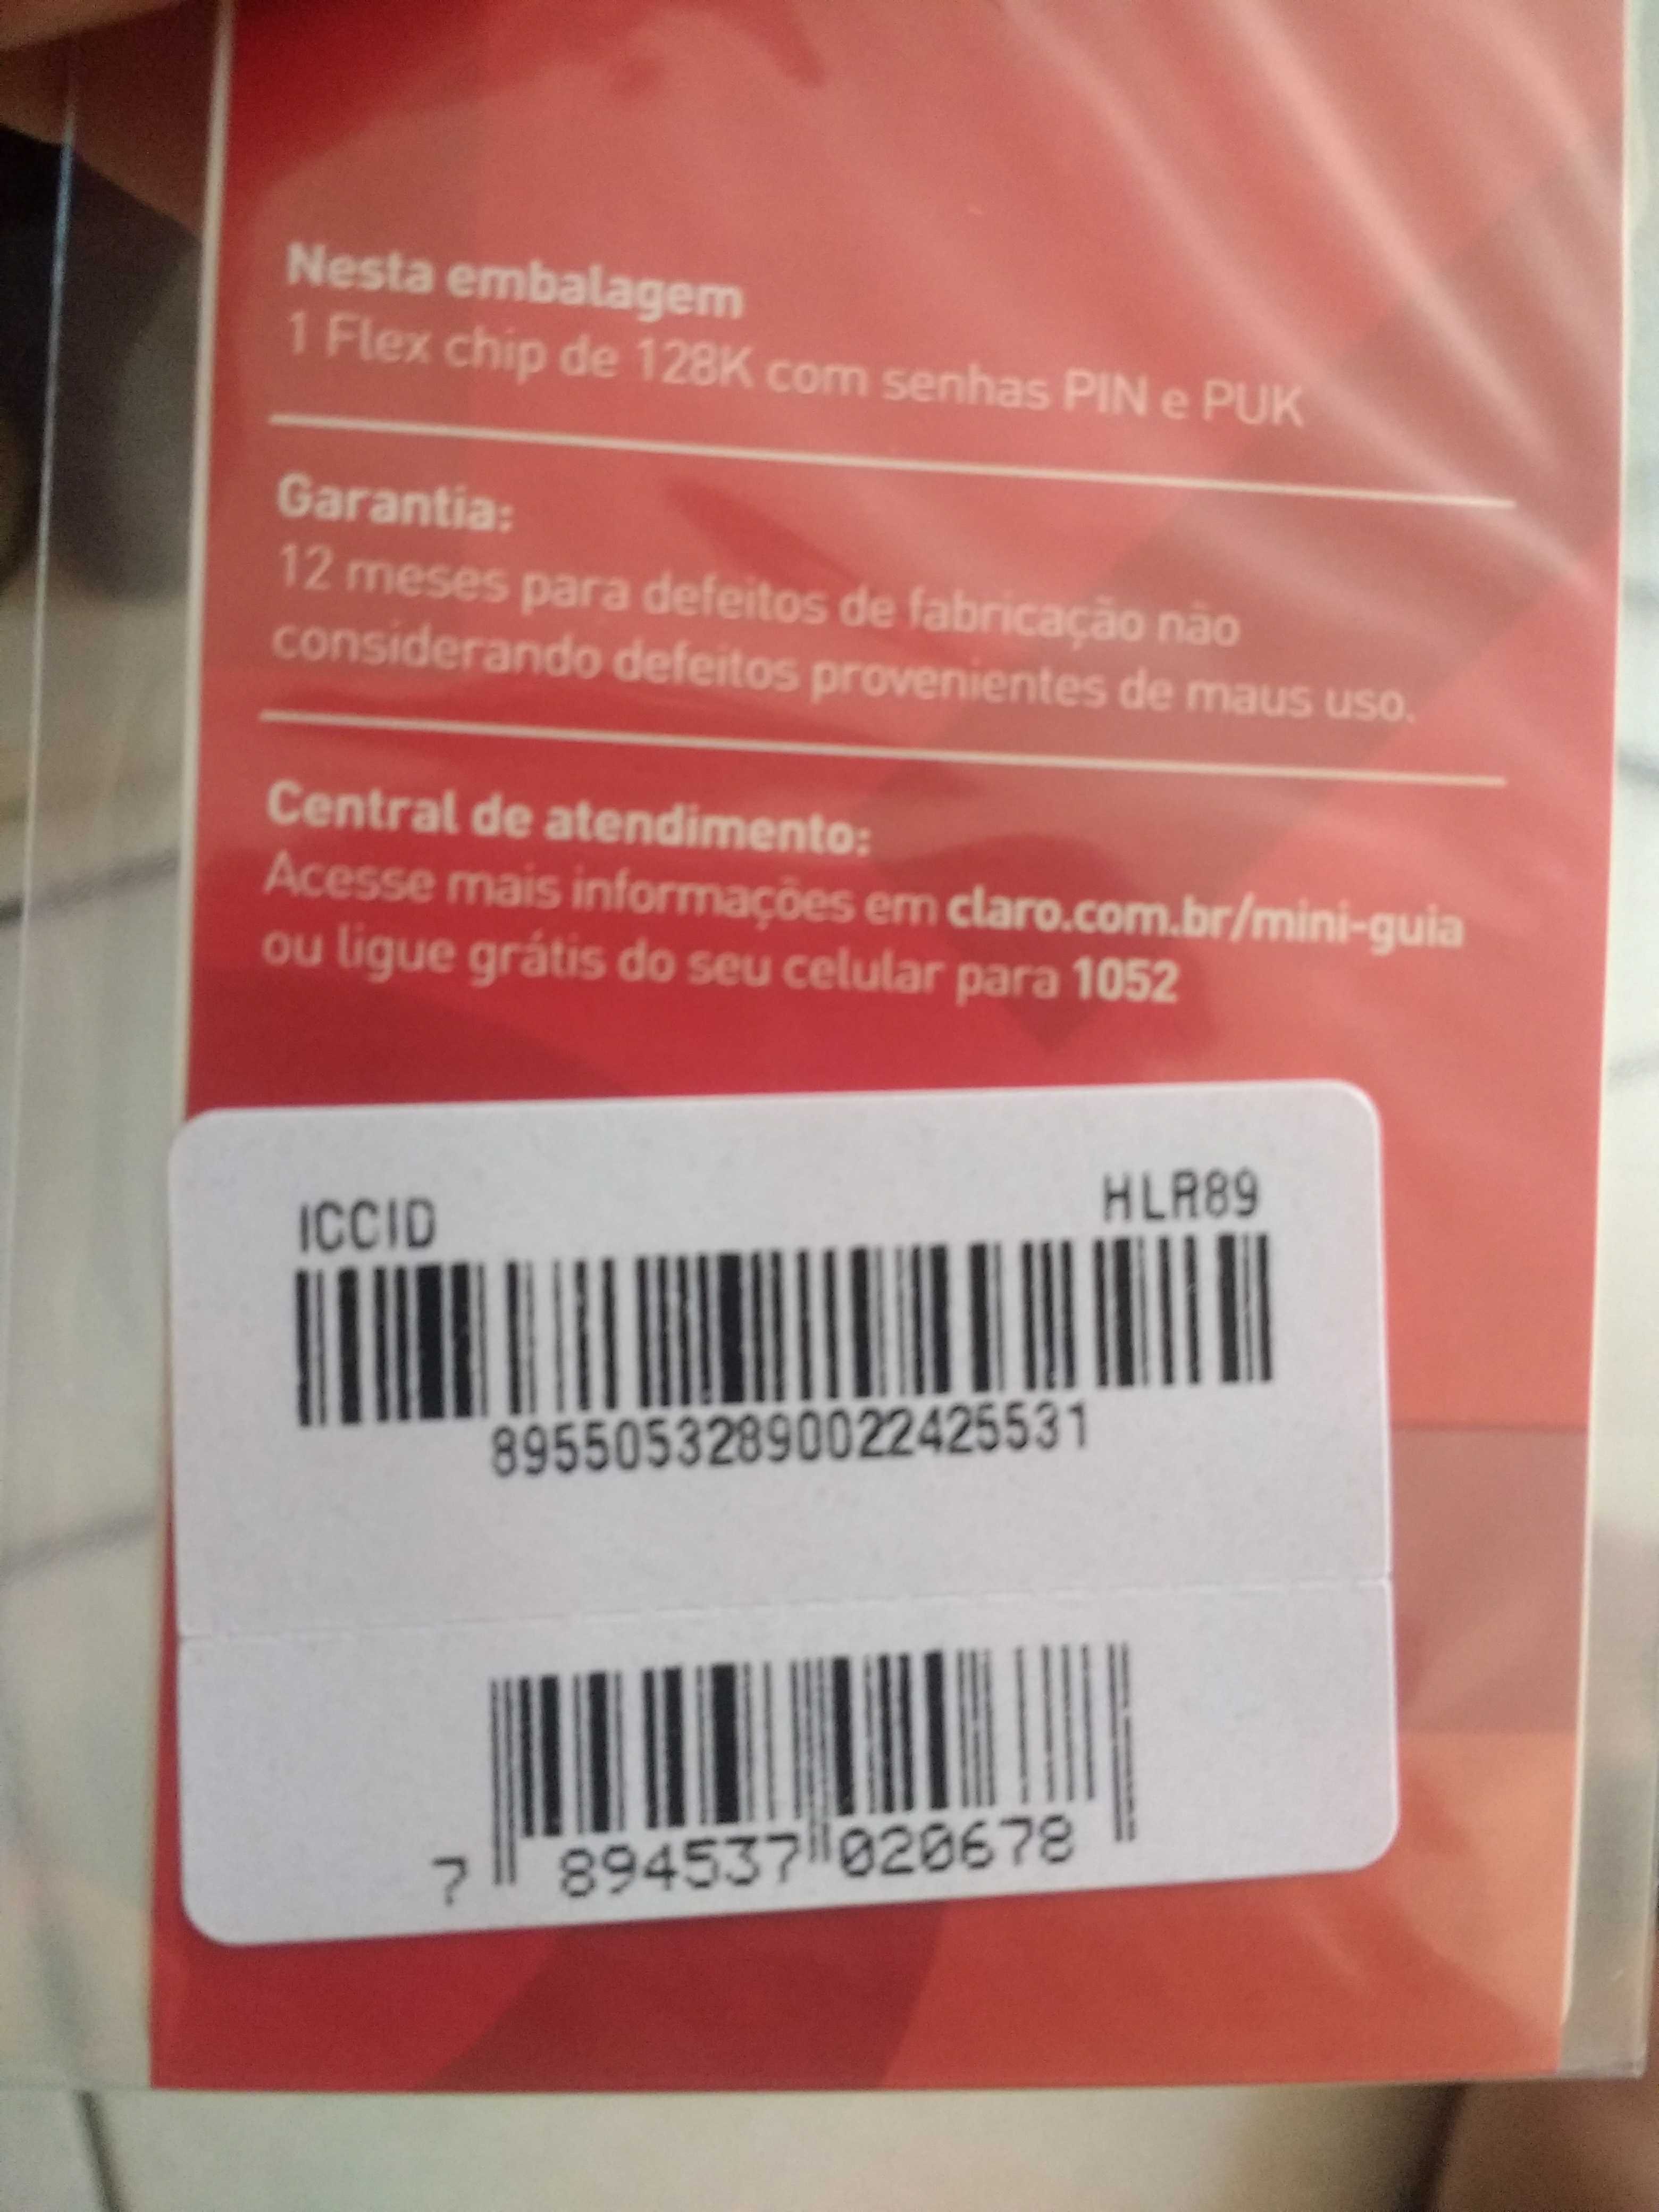 Nesta embalagem
1 Flex chip de 128K com senhas PIN e PUK
Garantia:
12 meses para defeitos de fabricação não
considerando defeitos provenientes de maus uso.
Central de atendimento:
Acesse mais informações em claro.com.br/mini-guia
ou ligue grátis do seu celular para 1052
ICCID HLR89
89550532890022425531
7 894537 020678